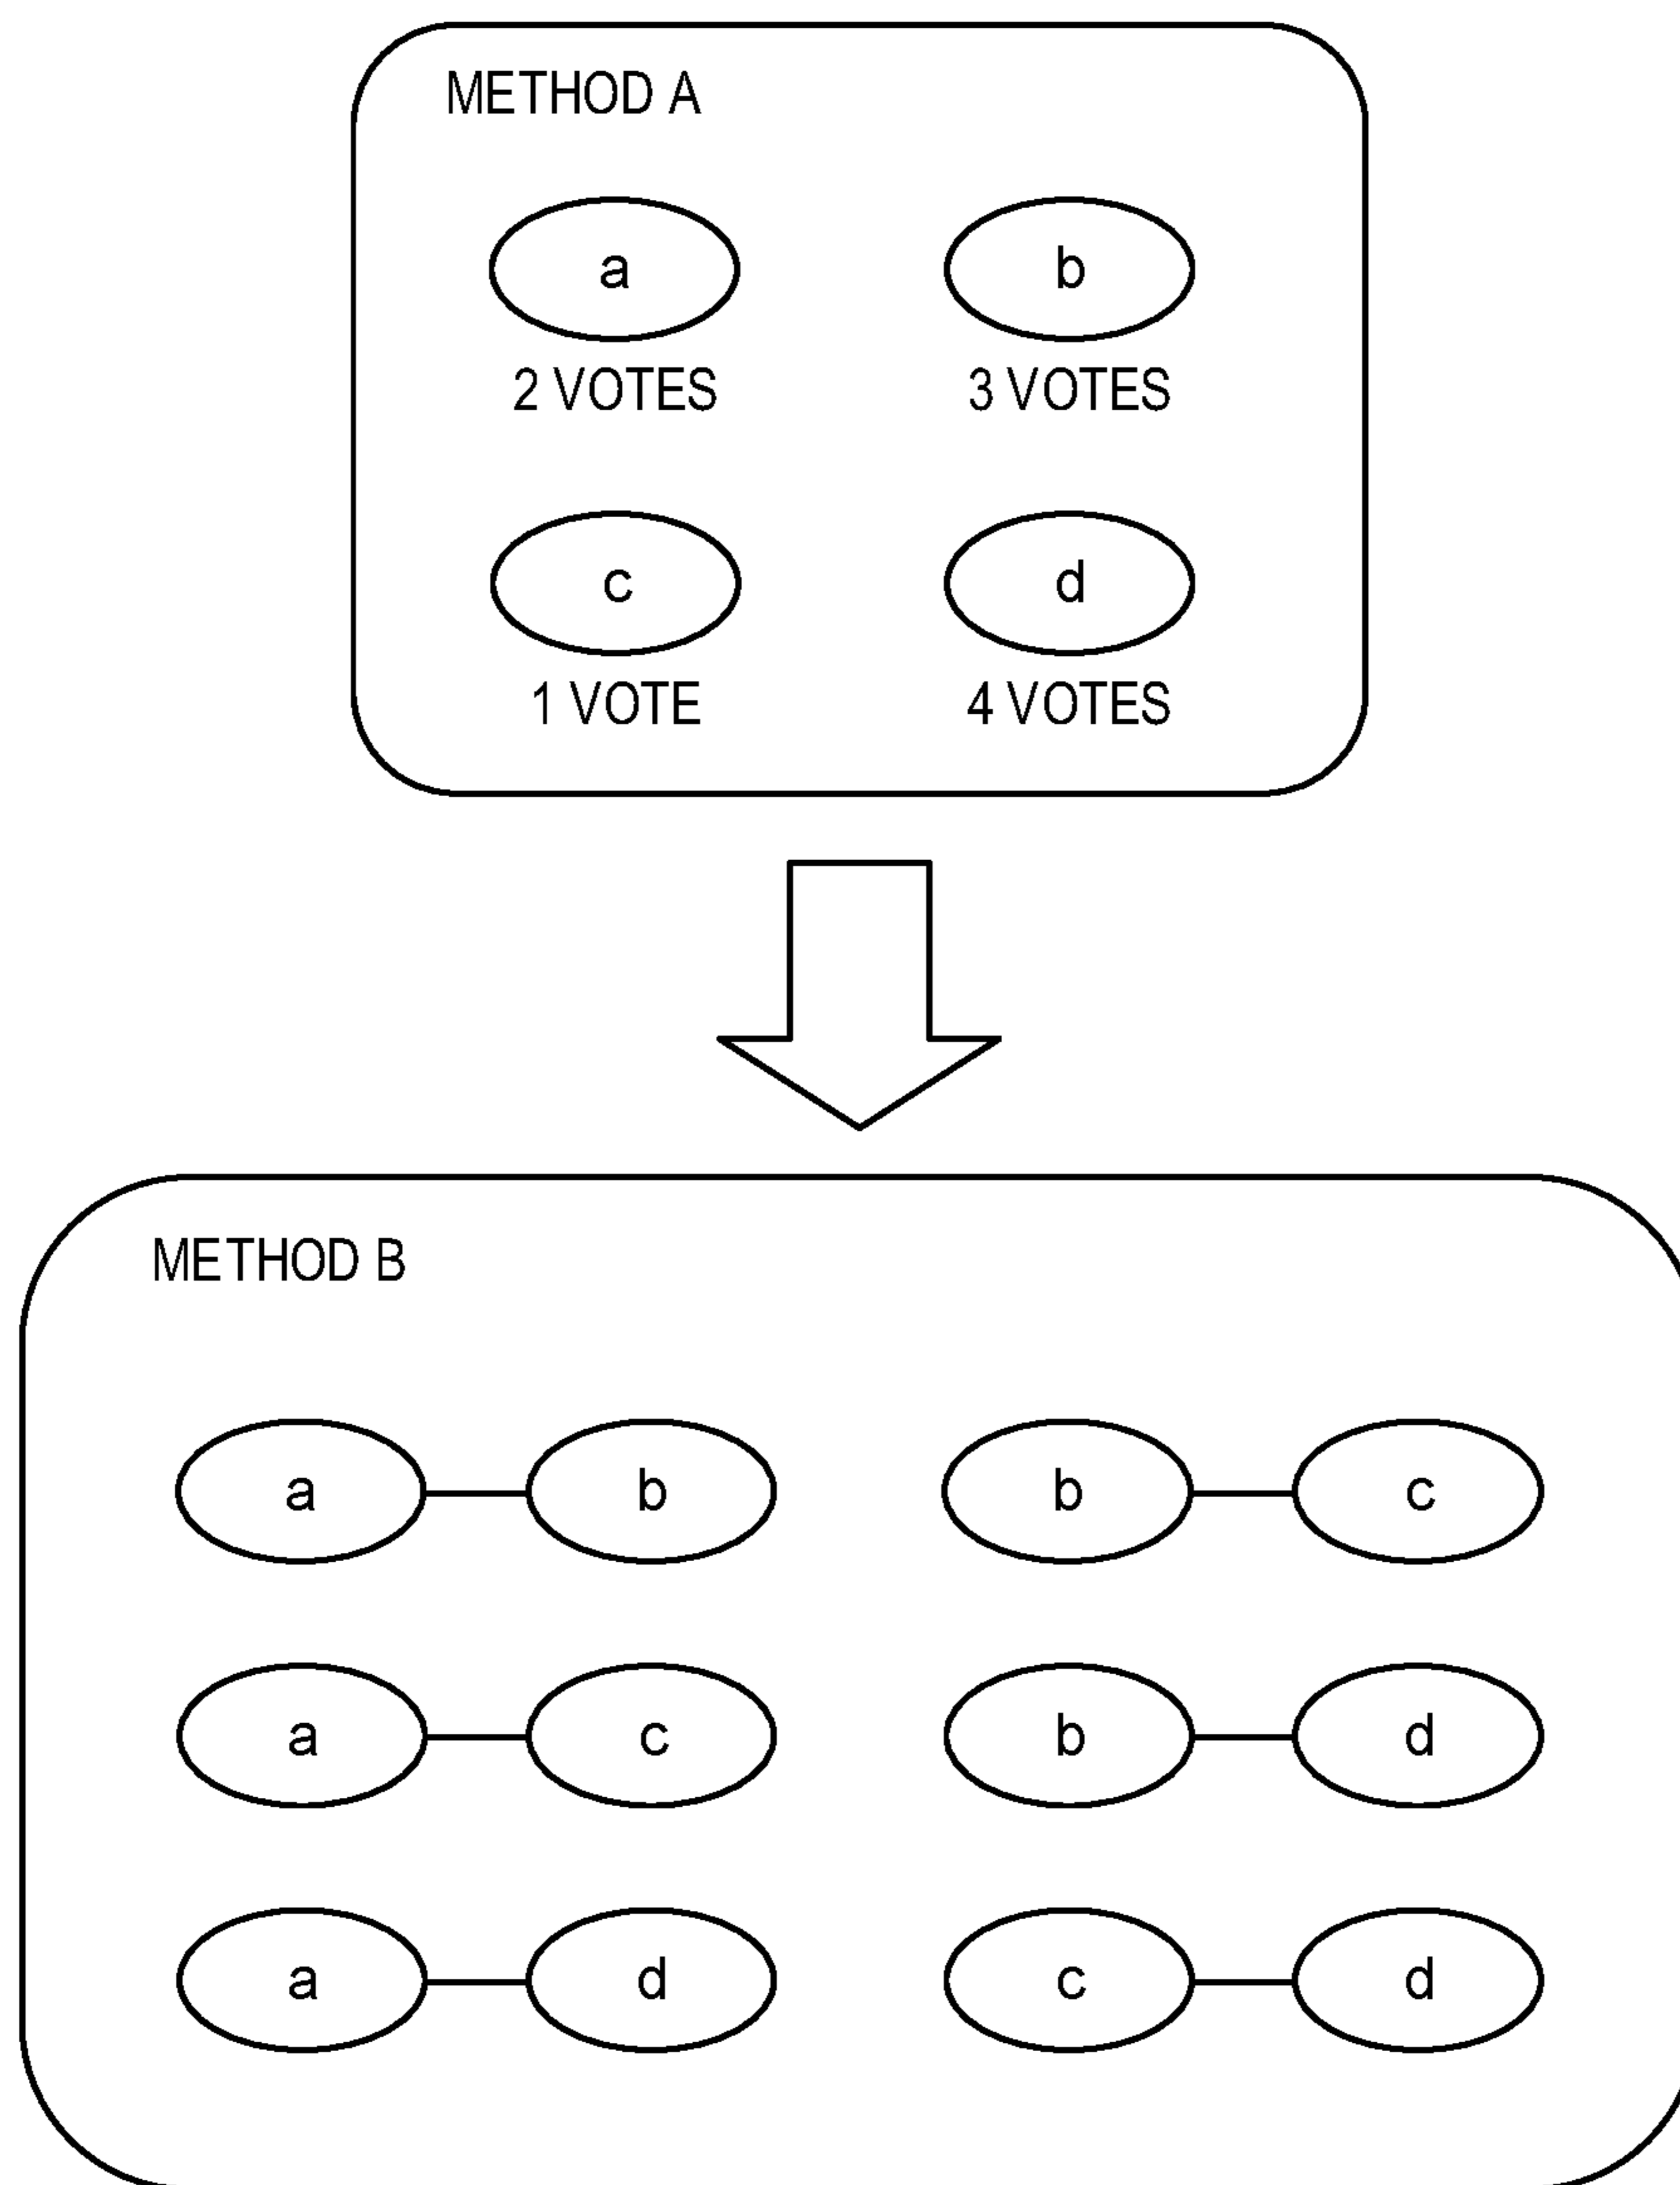 METHOD A
a b
2 VOTES 3 VOTES
c d
1 VOTE 4 VOTES
METHOD B
a b b c
a c b d
a d c d